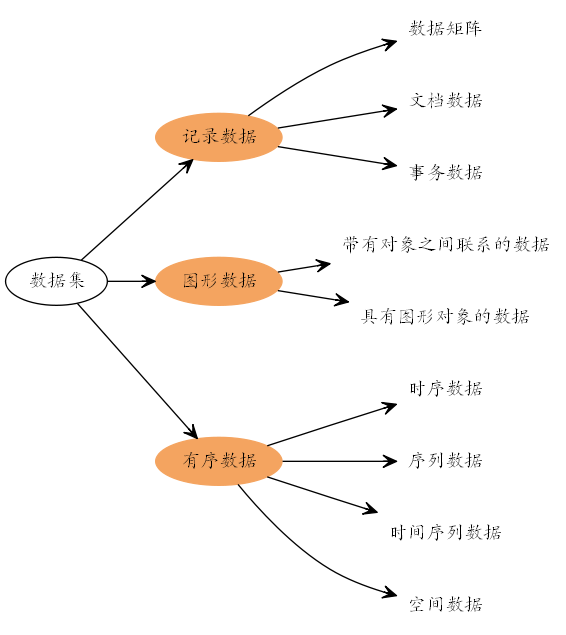 数据矩阵
文档数据
记录数据
事务数据
带有对象之间联系的数据
数据集
图形数据
具有图形对象的数据
时序数据
有序数据
序列数据
时间序列数据
空间数据